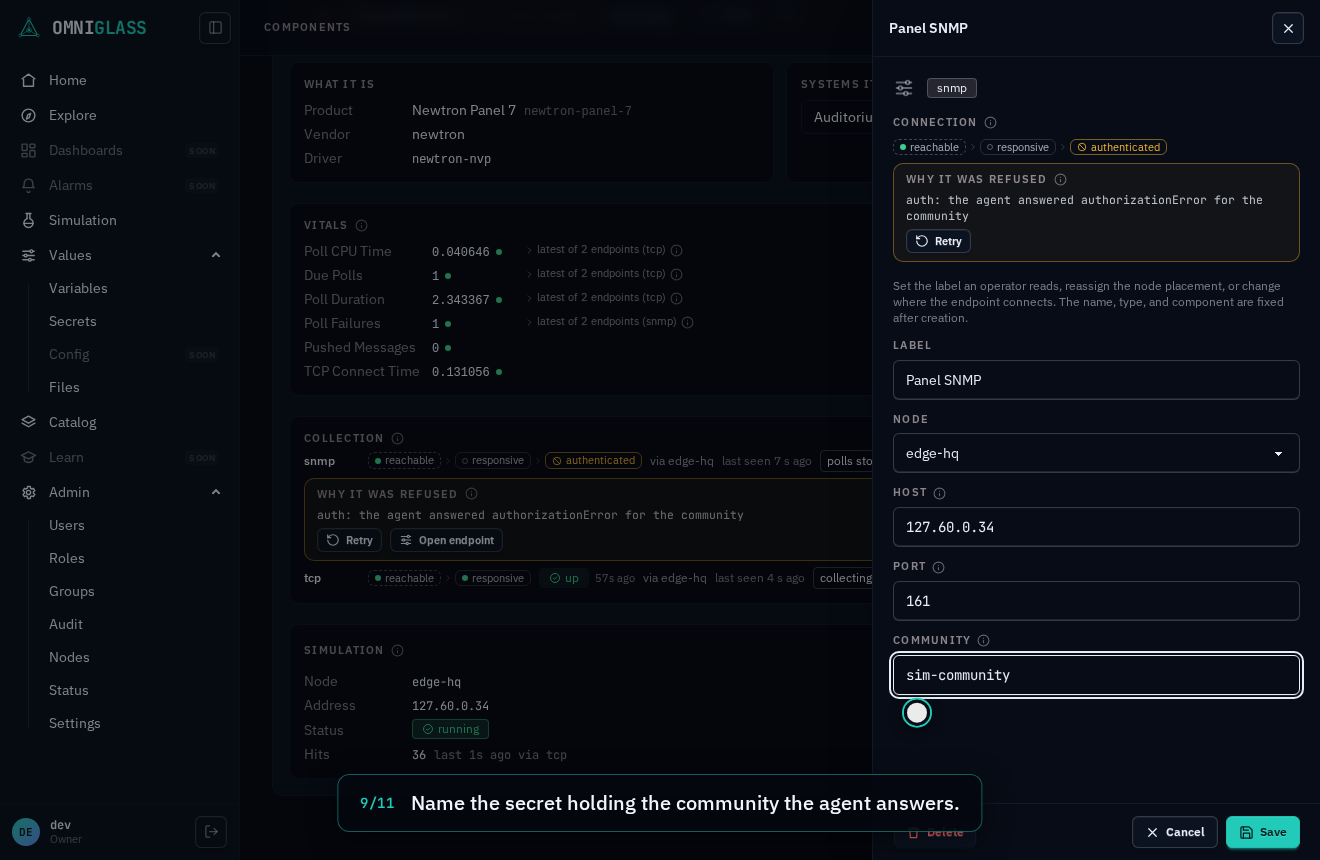 OMNIGLASS
Home
Explore
Dashboards SOON
Alarms SOON
Simulation
Values
Variables
Secrets
Config SOON
Files
Catalog
Learn SOON
Admin
Users
Roles
Groups
Audit
Nodes
Status
Settings
DE dev
Owner
COMPONENTS
WHAT IT IS
Product Newtron Panel 7 newtron-panel-7
Vendor newtron
Driver newtron-nvp
SYSTEMS IT
Auditoriu
VITALS
Poll CPU Time 0.040646 latest of 2 endpoints (tcp)
Due Polls 1 latest of 2 endpoints (tcp)
Poll Duration 2.343367 latest of 2 endpoints (tcp)
Poll Failures 1 latest of 2 endpoints (snmp)
Pushed Messages 0
TCP Connect Time 0.131056
COLLECTION
snmp reachable responsive authenticated via edge-hq last seen 7 s ago polls sto
WHY IT WAS REFUSED
auth: the agent answered authorizationError for the community
Retry Open endpoint
tcp reachable responsive up 57s ago via edge-hq last seen 4 s ago collecting
SIMULATION
Node edge-hq
Address 127.60.0.34
Status running
Hits 36 last 1s ago via tcp
Panel SNMP
snmp
CONNECTION
reachable responsive authenticated
WHY IT WAS REFUSED
auth: the agent answered authorizationError for the
community
Retry
Set the label an operator reads, reassign the node placement, or change
where the endpoint connects. The name, type, and component are fixed
after creation.
LABEL
Panel SNMP
NODE
edge-hq
HOST
127.60.0.34
PORT
161
COMMUNITY
sim-community
Delete Cancel Save
9/11 Name the secret holding the community the agent answers.